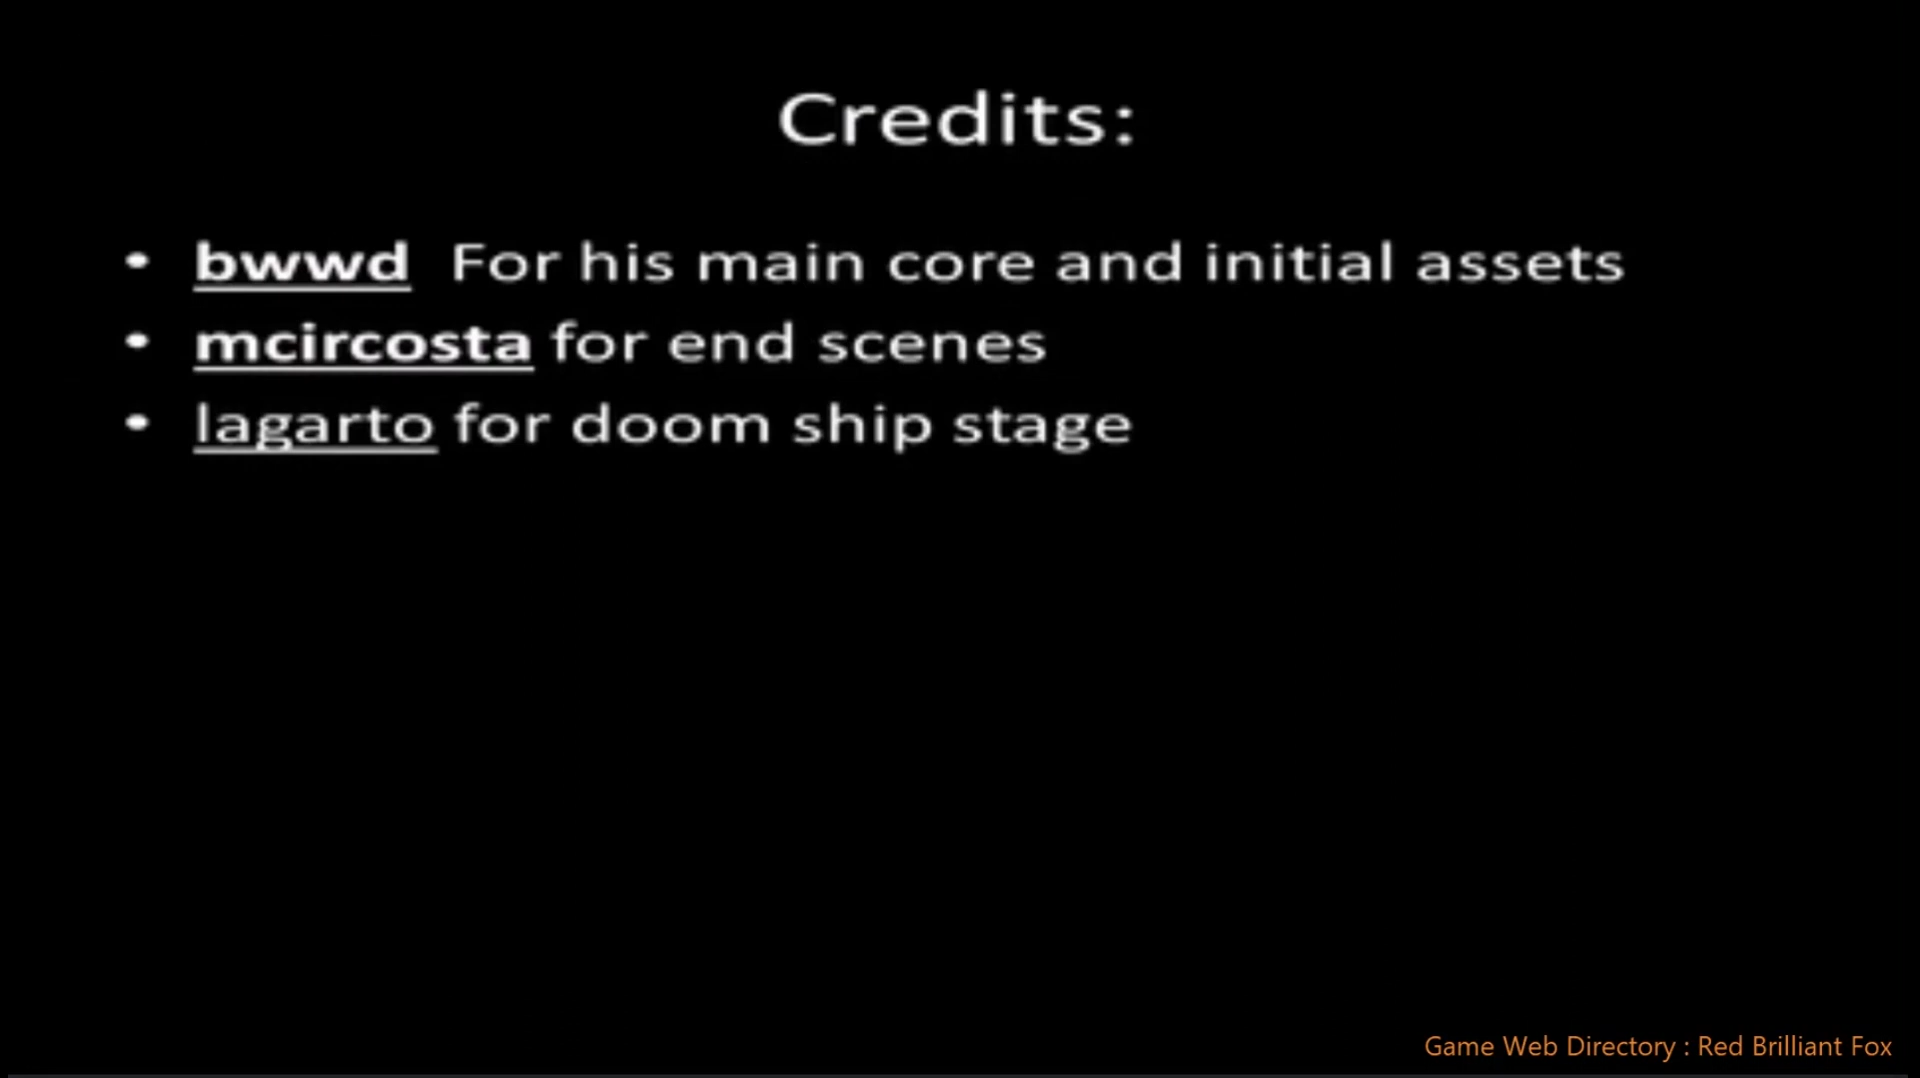 Credits:
• bwwd  For his main core and initial assets
• mcircosta for end scenes
• lagarto for doom ship stage
Game Web Directory : Red Brilliant Fox